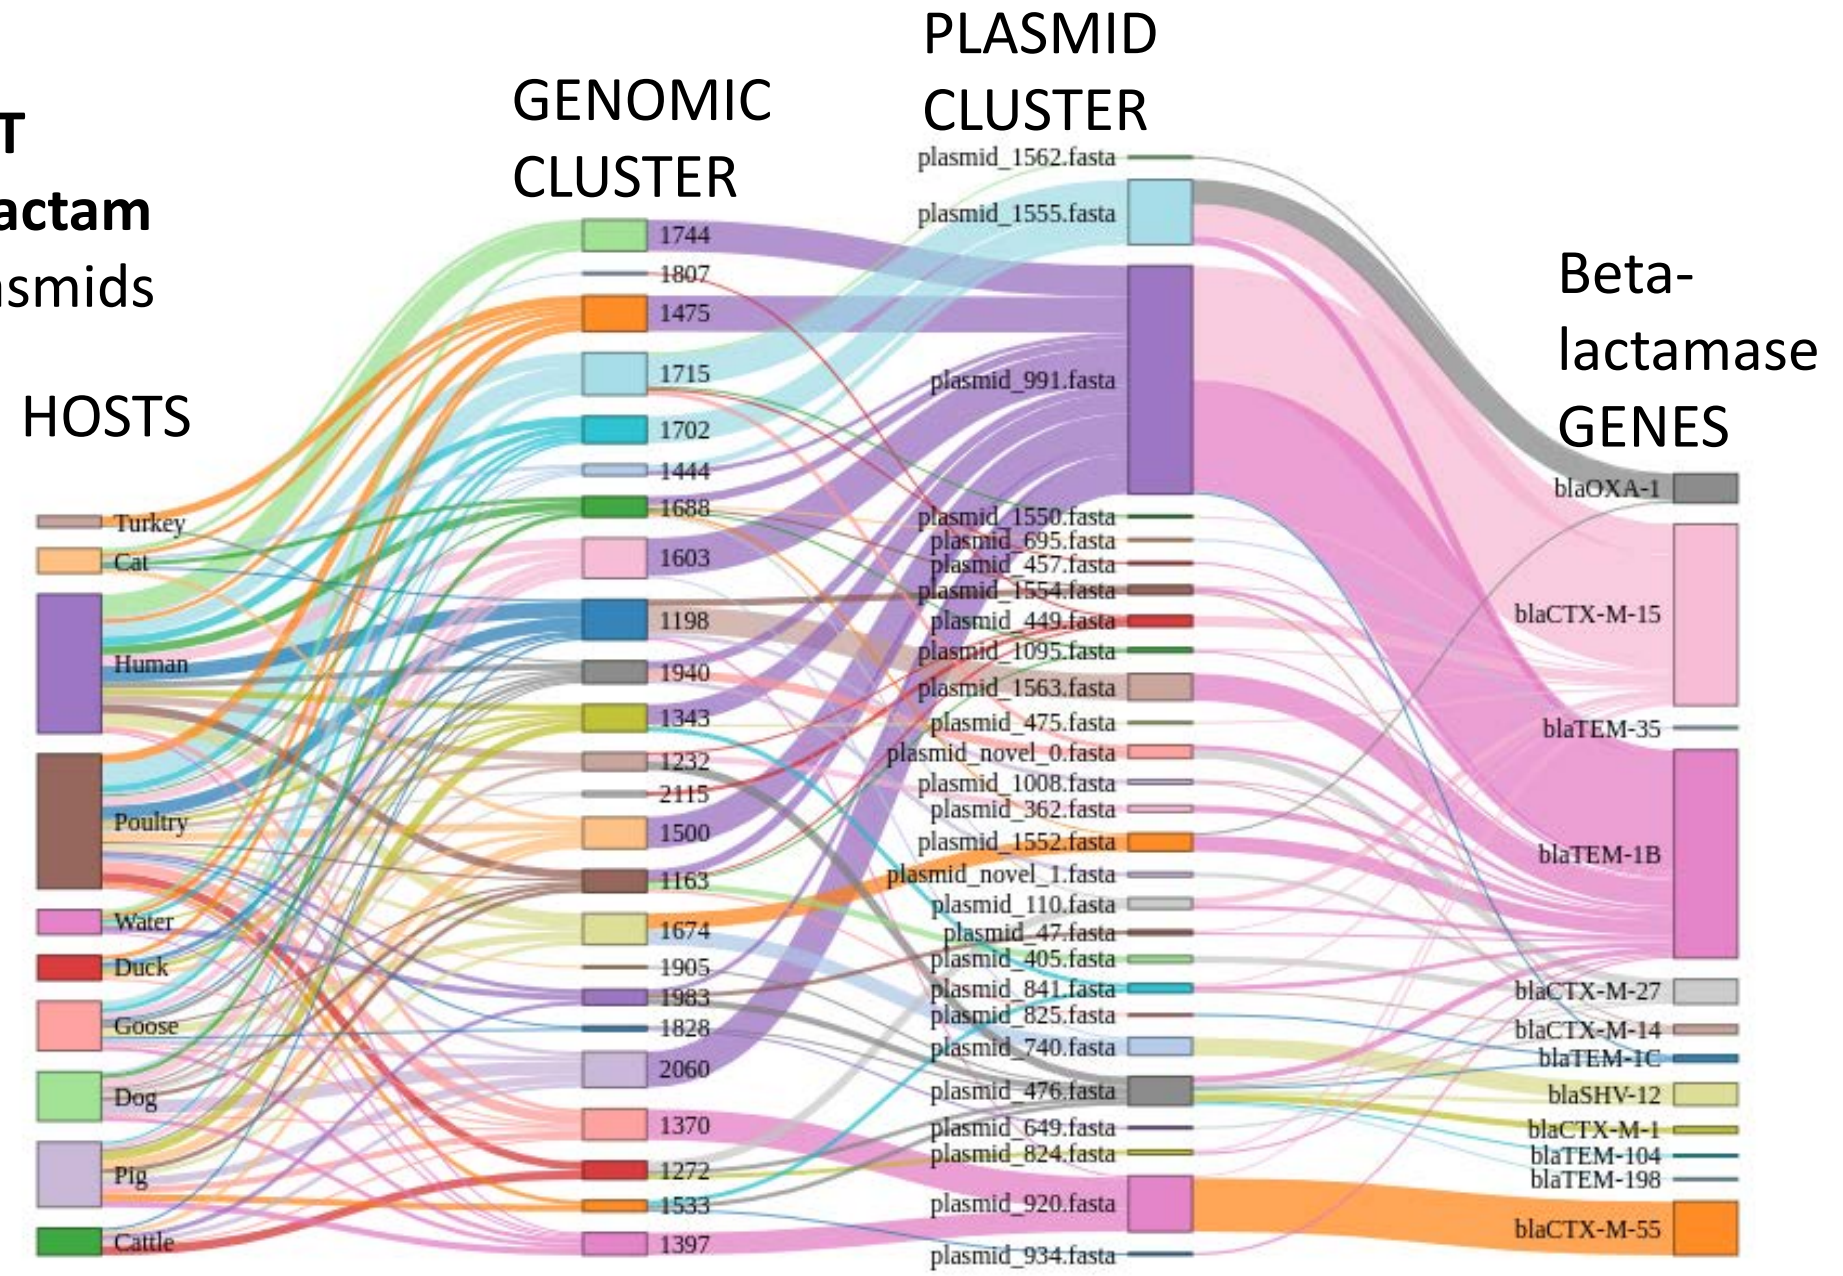 T
actam
smids
HOSTS
GENOMIC
CLUSTER
PLASMID
CLUSTER
Beta-
lactamase
GENES
Turkey
Cat
Human
Poultry
Water
Duck
Goose
Dog
Pig
Cattle
1744
1807
1475
1715
1702
1444
1688
1603
1198
1940
1343
1232
2115
1500
1163
1674
1905
1983
1828
2060
1370
1272
1533
1397
plasmid_1562.fasta
plasmid_1555.fasta
plasmid_991.fasta
plasmid_1550.fasta
plasmid_695.fasta
plasmid_457.fasta
plasmid_1554.fasta
plasmid_449.fasta
plasmid_1095.fasta
plasmid_1563.fasta
plasmid_475.fasta
plasmid_novel_0.fasta
plasmid_1008.fasta
plasmid_362.fasta
plasmid_1552.fasta
plasmid_novel_1.fasta
plasmid_110.fasta
plasmid_47.fasta
plasmid_405.fasta
plasmid_841.fasta
plasmid_825.fasta
plasmid_740.fasta
plasmid_476.fasta
plasmid_649.fasta
plasmid_824.fasta
plasmid_920.fasta
plasmid_934.fasta
blaOXA-1
blaCTX-M-15
blaTEM-35
blaTEM-1B
blaCTX-M-27
blaCTX-M-14
blaTEM-1C
blaSHV-12
blaCTX-M-1
blaTEM-104
blaTEM-198
blaCTX-M-55